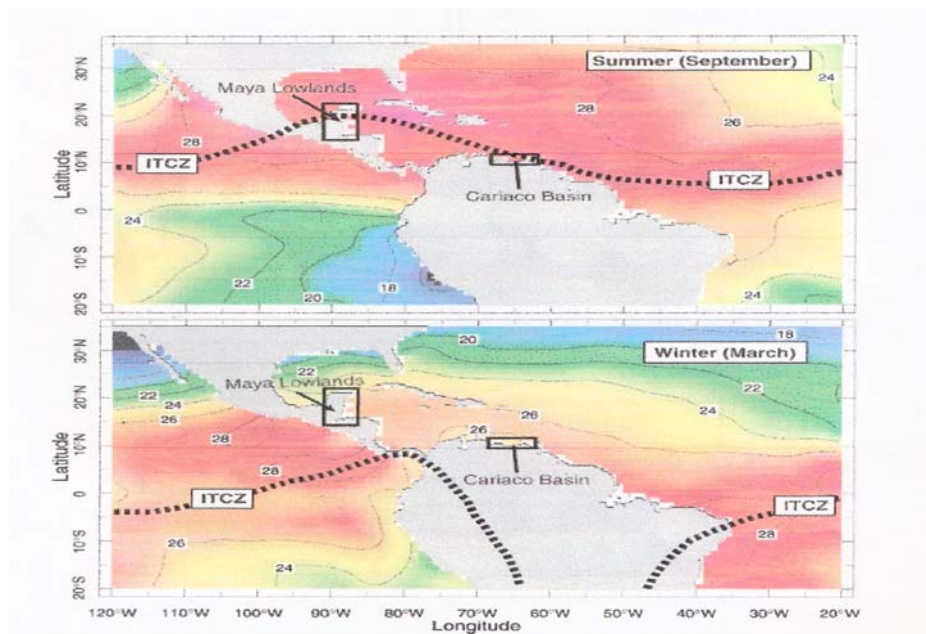 Summer (September)
24
30°N
Maya Lowlands
28
26
20°N
28
10°N
ITCZ
ITCZ
Latitude
Cariaco Basin
0
24
10°S
22
18
24
20°S
20
18
30°N
20
Winter (March)
22
22
20°N
Maya Lowlands
24
24
26
26
26
10°N
28
Latitude
28
Cariaco Basin
0
ITCZ
ITCZ
28
10°S
26
24
20°S
120°W
110°W
100°W
90°W
80°W
70°W
60°W
50°W
40°W
30°W
20°W
Longitude